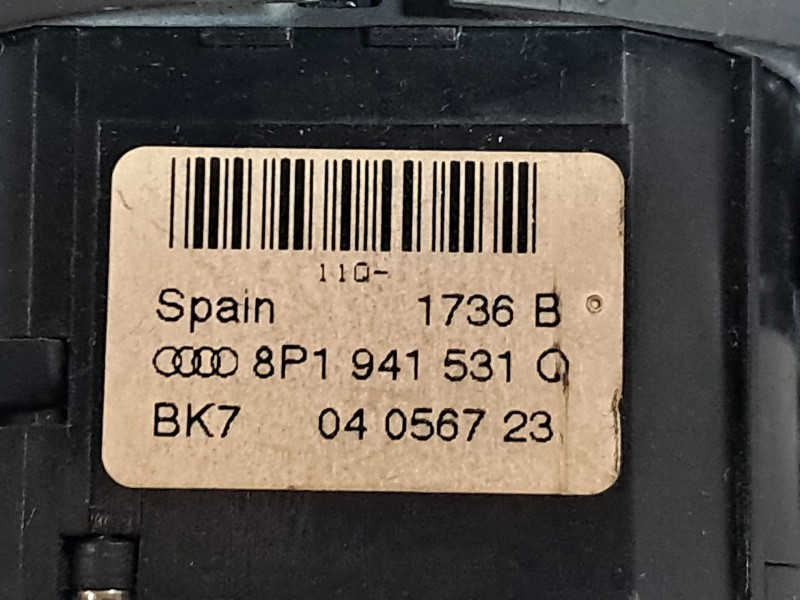 11Q-
Spain 1736 B
8P1 941 531 Q
BK7 04 0567 23